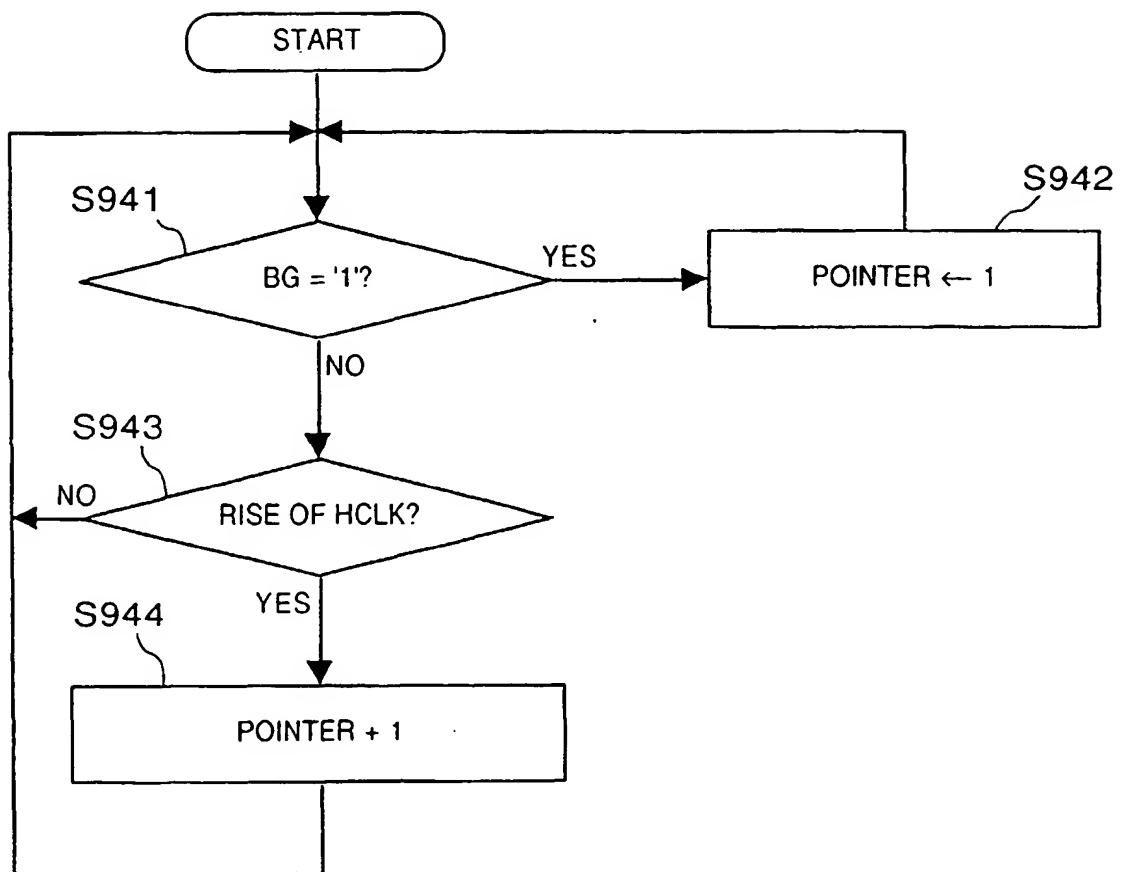 START
S941
S942
BG = '1'?
YES
POINTER ← 1
NO
S943
NO
RISE OF HCLK?
YES
S944
POINTER + 1